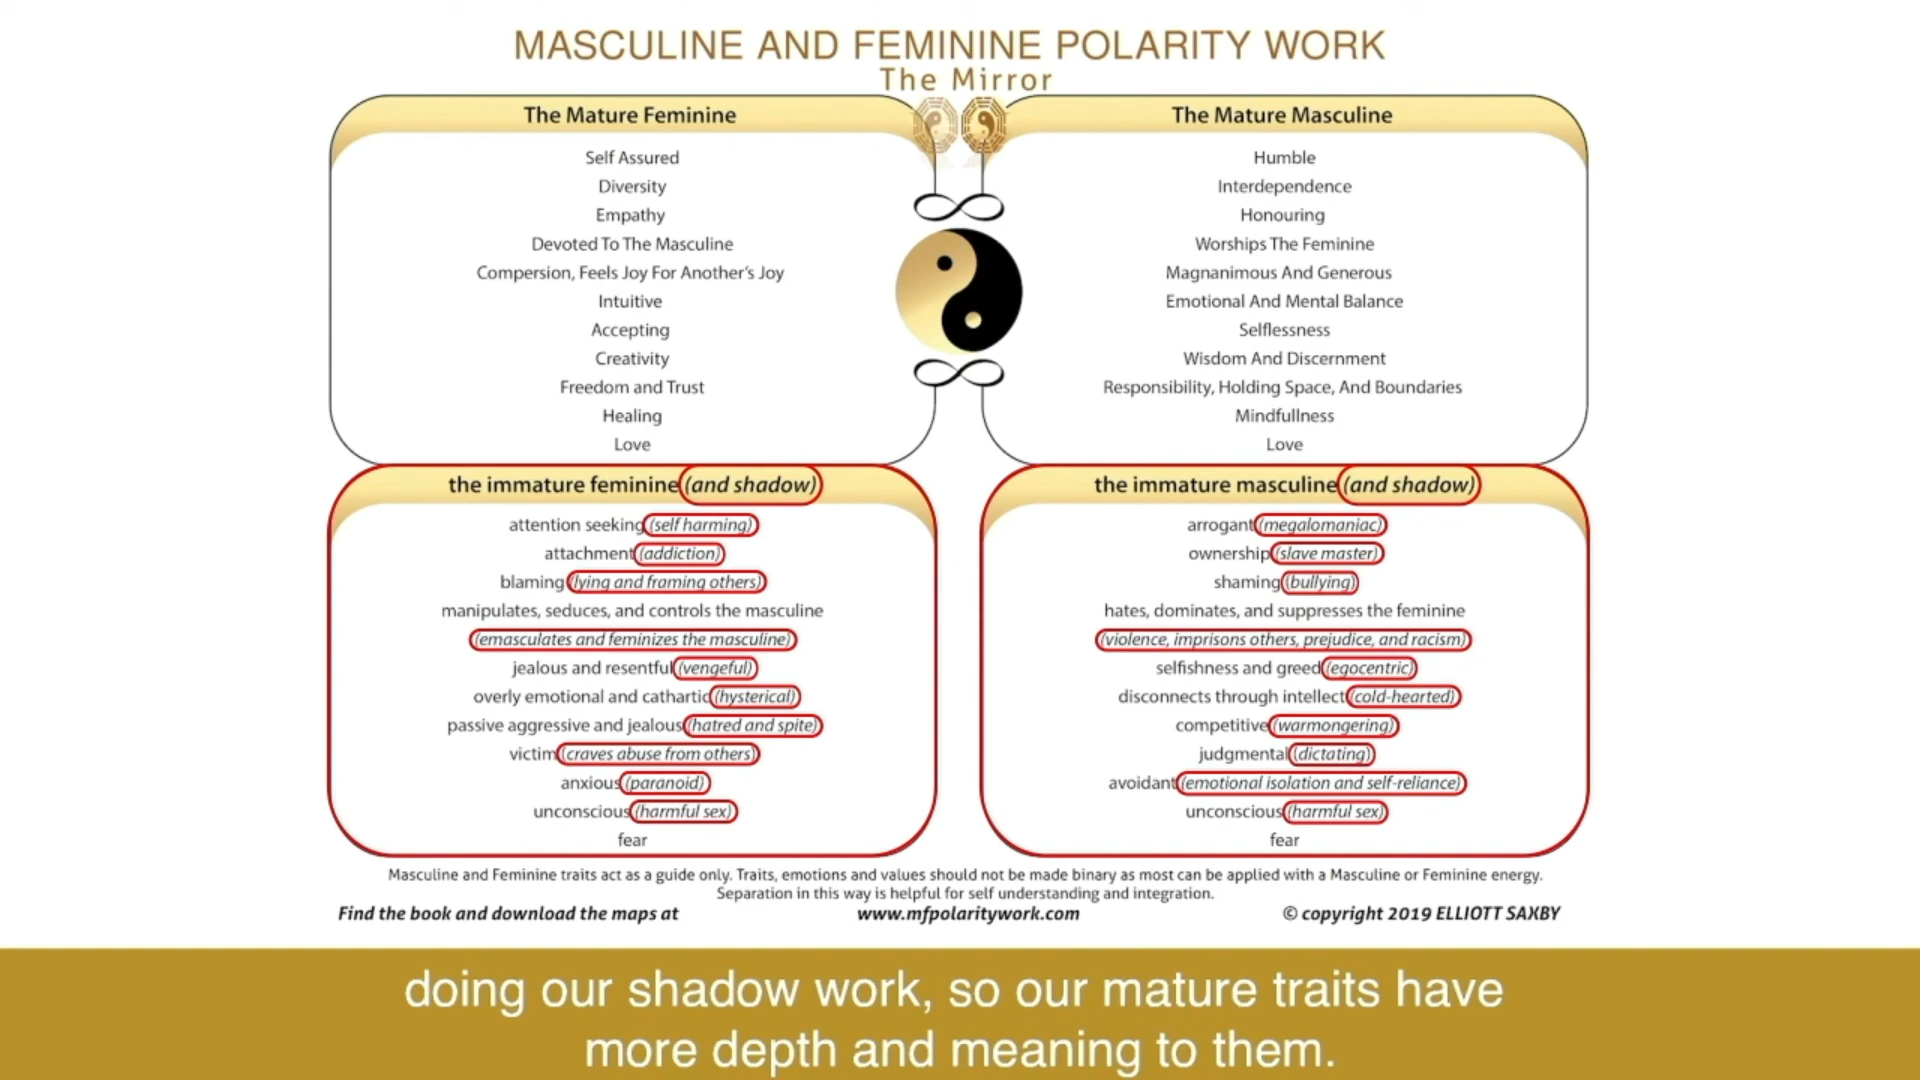 MASCULINE AND FEMININE POLARITY WORK
The Mirror
The Mature Feminine
Self Assured
Diversity
Empathy
Devoted To The Masculine
Compersion, Feels Joy For Another's Joy
Intuitive
Accepting
Creativity
Freedom and Trust
Healing
Love
The Mature Masculine
Humble
Interdependence
Honouring
Worships The Feminine
Magnanimous And Generous
Emotional And Mental Balance
Selflessness
Wisdom And Discernment
Responsibility, Holding Space, And Boundaries
Mindfullness
Love
the immature feminine (and shadow)
attention seeking (self harming)
attachment (addiction)
blaming (lying and framing others)
manipulates, seduces, and controls the masculine
(emasculates and feminizes the masculine)
jealous and resentful (vengeful)
overly emotional and cathartic (hysterical)
passive aggressive and jealous (hatred and spite)
victim (craves abuse from others)
anxious (paranoid)
unconscious (harmful sex)
fear
the immature masculine (and shadow)
arrogant (megalomaniac)
ownership (slave master)
shaming (bullying)
hates, dominates, and suppresses the feminine
(violence, imprisons others, prejudice, and racism)
selfishness and greed (egocentric)
disconnects through intellect (cold-hearted)
competitive (warmongering)
judgmental (dictating)
avoidant (emotional isolation and self-reliance)
unconscious (harmful sex)
fear
Masculine and Feminine traits act as a guide only. Traits, emotions and values should not be made binary as most can be applied with a Masculine or Feminine energy.
Separation in this way is helpful for self understanding and integration.
Find the book and download the maps at www.mfpolaritywork.com © copyright 2019 ELLIOTT SAXBY
doing our shadow work, so our mature traits have
more depth and meaning to them.